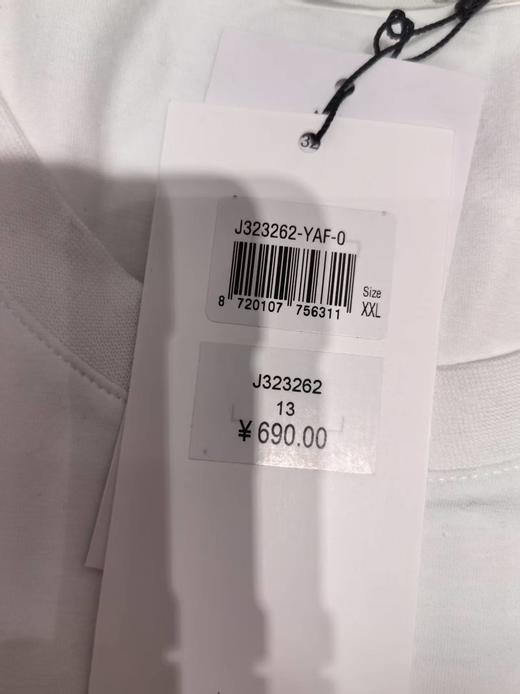 32
J323262-YAF-0
Size
XXL
8 720107 756311
J323262
13
¥ 690.00